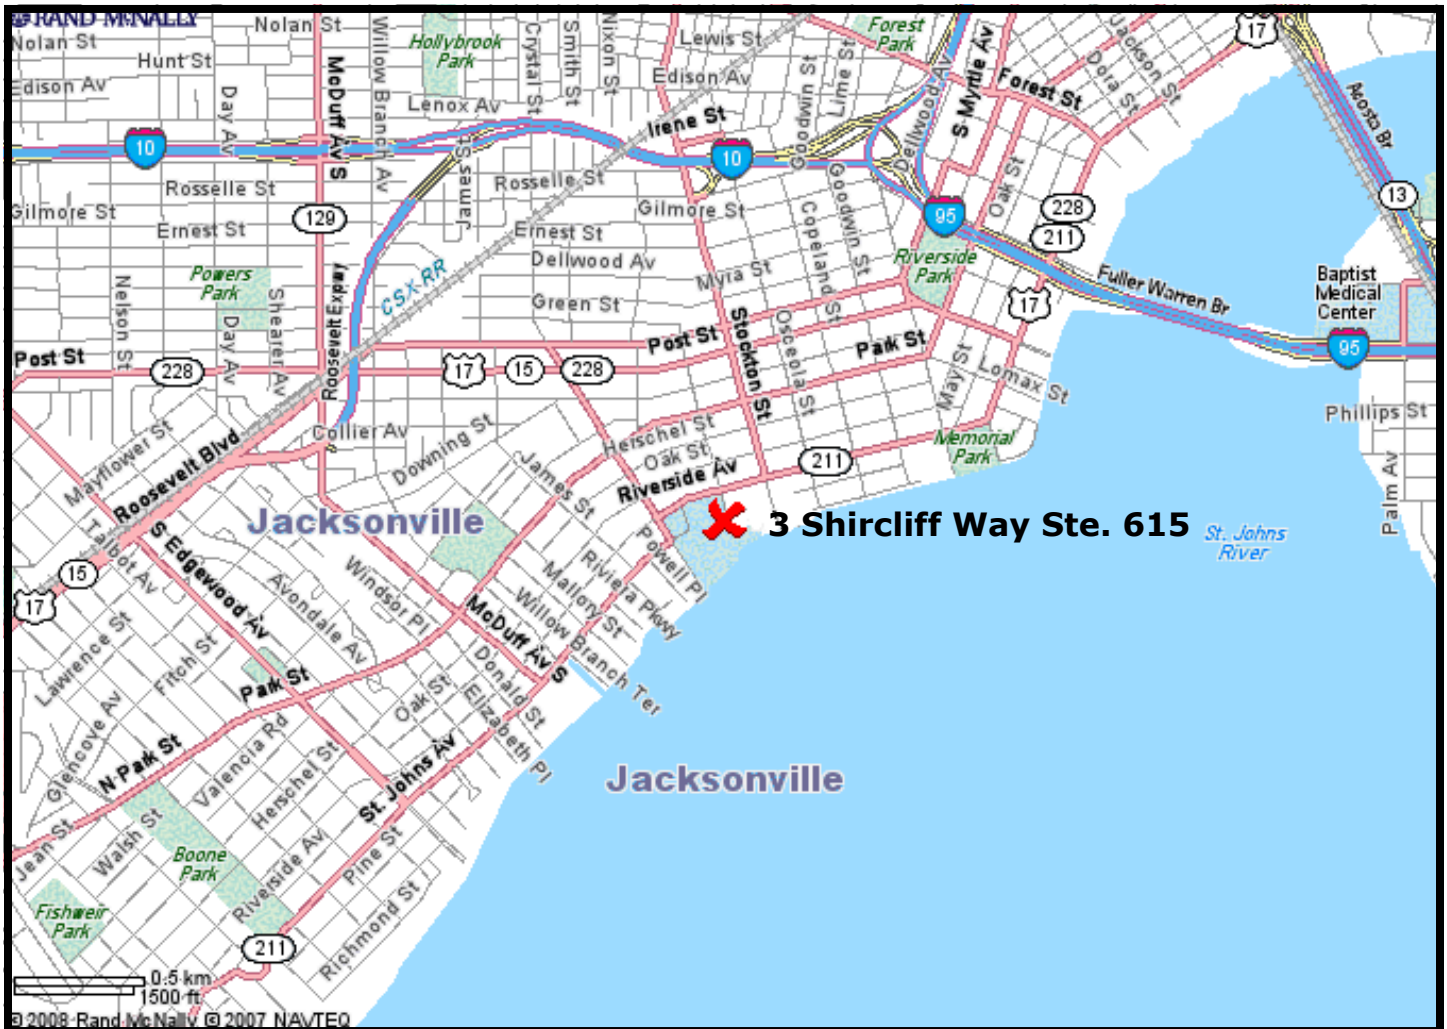 RAND McNALLY
Nolan St
Nolan St
Hunt St
Edison Av
Day Av
McDuff Av S
Willow Branch Av
Hollybrook
Park
Lenox Av
Crystal St
Smith St
Nixon St
Lewis St
Edison Av
Irene St
Goodwin St
Lime St
Forest
Park
Dellwood Av
S Myrtle Av
Forest St
Jackson St
Dora St
17
Acosta Br
13
10
10
Rosselle St
Gilmore St
Ernest St
129
James St
Rosselle St
Gilmore St
Ernest St
Dellwood Av
Green St
Myra St
Copeland St
Goodwin St
95
Oak St
228
211
Riverside
Park
17
Fuller Warren Br
Baptist
Medical
Center
95
Powers
Park
Nelson St
Day Av
Shearer Av
Roosevelt Expwy
CSX RR
Post St
228
17
15
228
Post St
Stockton St
Osceola St
Park St
May St
Lomax St
Phillips St
Palm Av
Collier Av
Mayflower St
Roosevelt Blvd
Downing St
Herschel St
Oak St
James St
Riverside Av
211
Memorial
Park
Jacksonville
3 Shircliff Way Ste. 615
St. Johns
River
Talbot Av
S Edgewood Av
15
17
Avondale Av
Windsor Pl
McDuff Av S
Willow Branch Ter
Mallory St
Riviera Pkwy
Powell Pl
Lawrence St
Fitch St
Park St
Oak St
Donald St
Elizabeth Pl
Glencove Av
N Park St
Valencia Rd
Herschel St
St. Johns Av
Jacksonville
Jean St
Walsh St
Boone
Park
Riverside Av
Pine St
Richmond St
Fishweir
Park
211
0.5 km
1500 ft
© 2008 Rand McNally © 2007 NAVTEQ